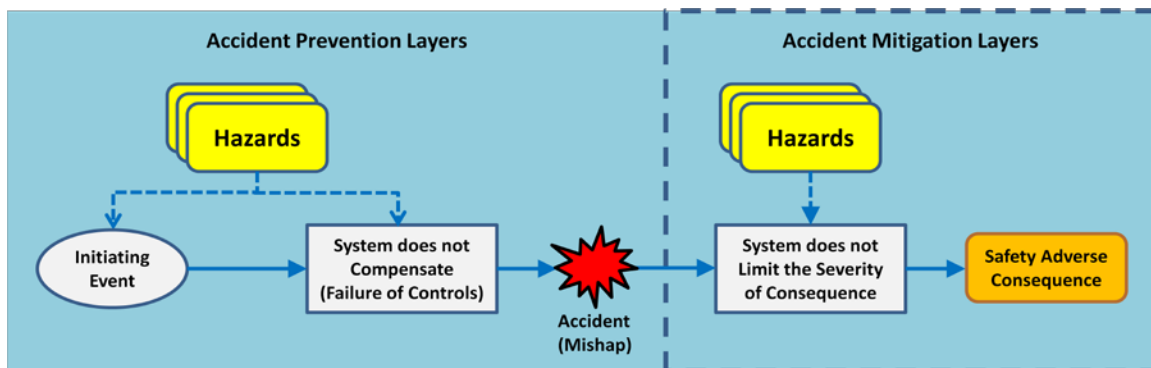 Accident Prevention Layers
Accident Mitigation Layers
Hazards
Hazards
Initiating
Event
System does not
Compensate
(Failure of Controls)
Accident
(Mishap)
System does not
Limit the Severity
of Consequence
Safety Adverse
Consequence